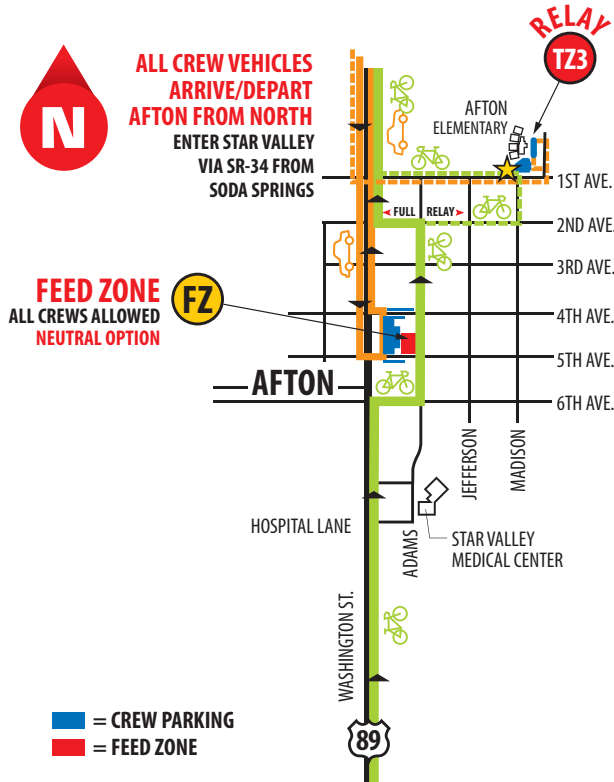 RELAY
TZ3
N
ALL CREW VEHICLES
ARRIVE/DEPART
AFTON FROM NORTH
ENTER STAR VALLEY
VIA SR-34 FROM
SODA SPRINGS
AFTON
ELEMENTARY
1ST AVE.
FULL RELAY
2ND AVE.
3RD AVE.
FEED ZONE
ALL CREWS ALLOWED
NEUTRAL OPTION
FZ
4TH AVE.
5TH AVE.
AFTON
6TH AVE.
JEFFERSON
MADISON
HOSPITAL LANE
ADAMS
STAR VALLEY
MEDICAL CENTER
WASHINGTON ST.
= CREW PARKING
= FEED ZONE
89